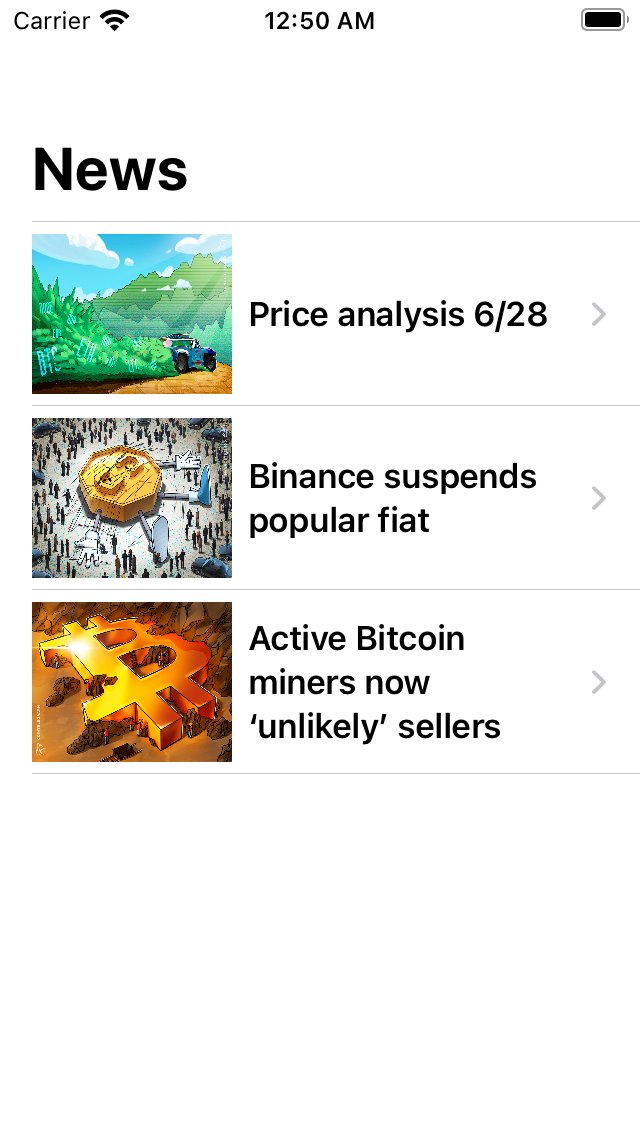 Carrier
12:50 AM
News
Price analysis 6/28
Binance suspends
popular fiat
Active Bitcoin
miners now
‘unlikely’ sellers